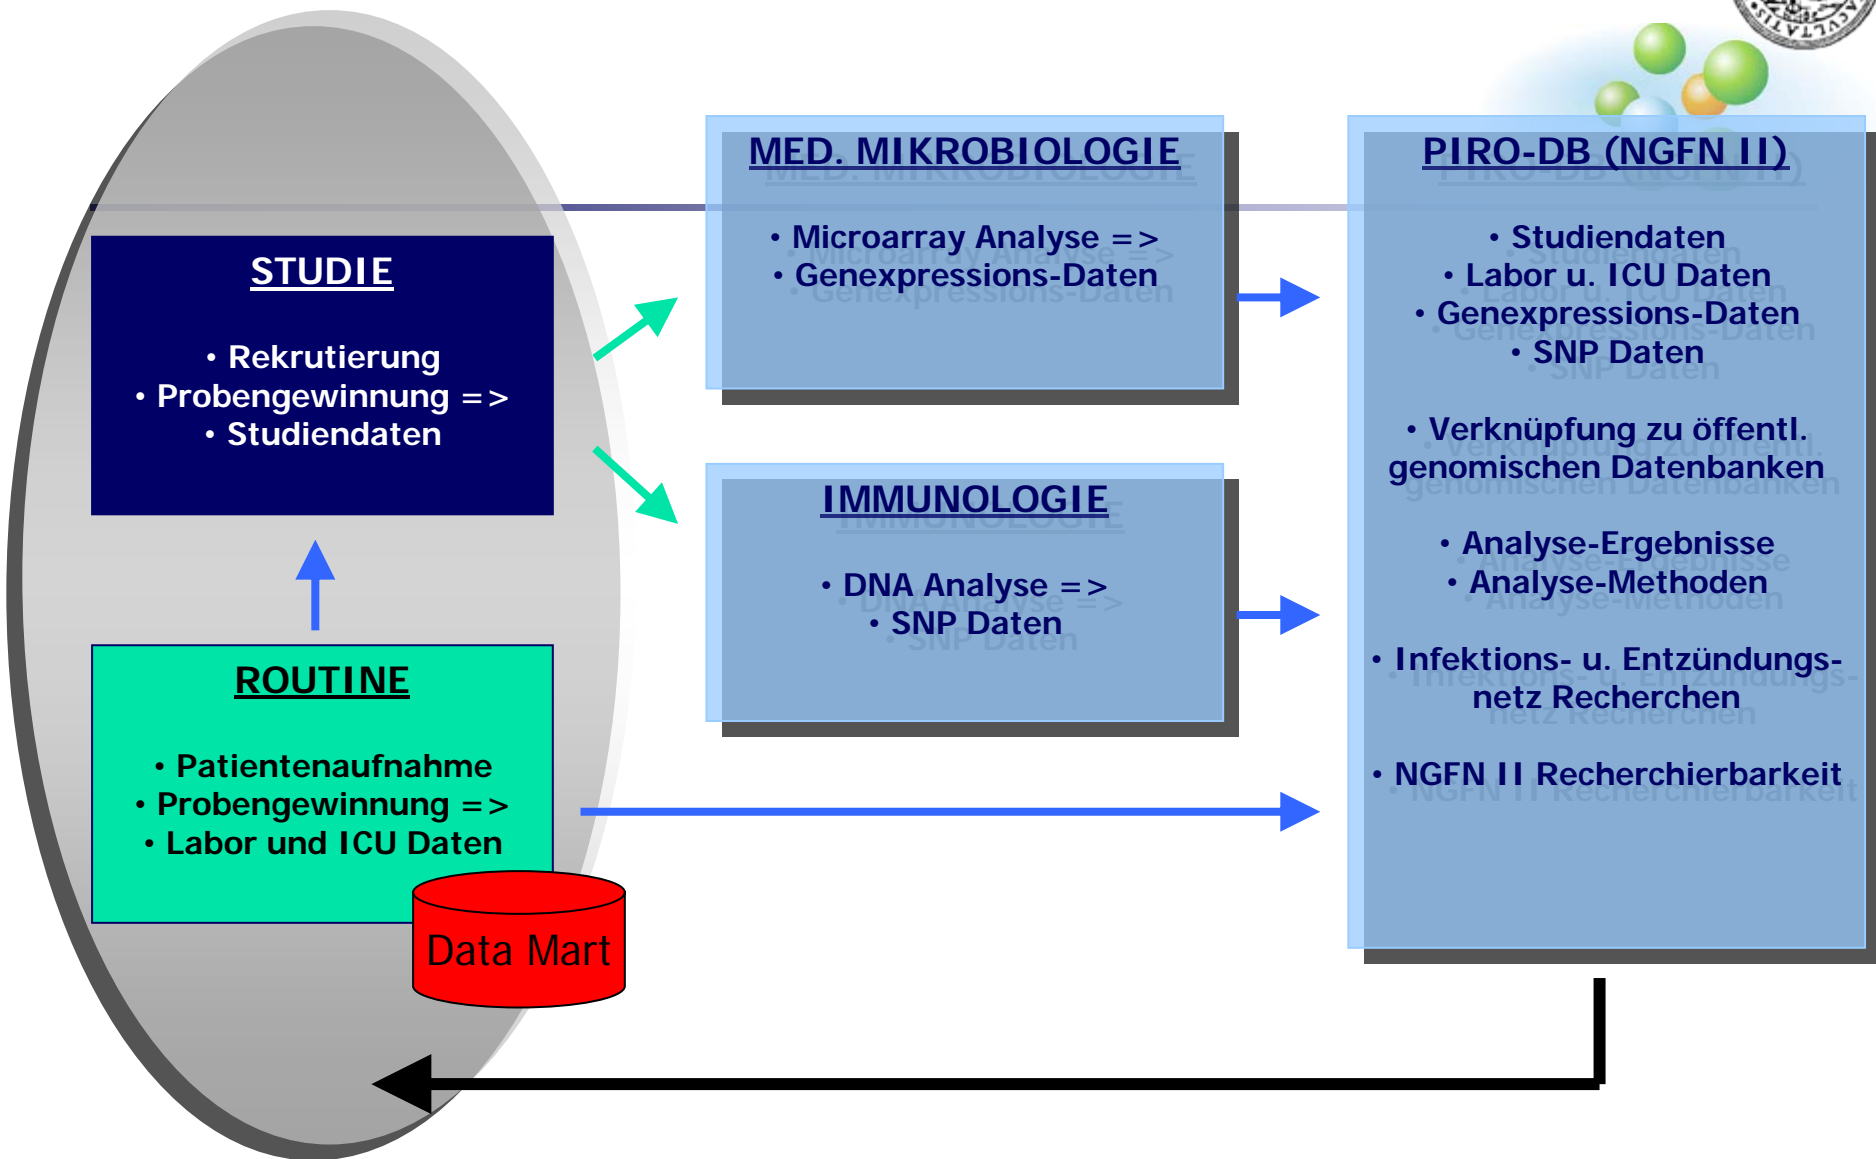 STUDIE
• Rekrutierung
• Probengewinnung =>
• Studiendaten
ROUTINE
• Patientenaufnahme
• Probengewinnung =>
• Labor und ICU Daten
Data Mart
MED. MIKROBIOLOGIE
• Microarray Analyse =>
• Genexpressions-Daten
IMMUNOLOGIE
• DNA Analyse =>
• SNP Daten
PIRO-DB (NGFN II)
• Studiendaten
• Labor u. ICU Daten
• Genexpressions-Daten
• SNP Daten
• Verknüpfung zu öffentl.
genomischen Datenbanken
• Analyse-Ergebnisse
• Analyse-Methoden
• Infektions- u. Entzündungs-
netz Recherchen
• NGFN II Recherchierbarkeit